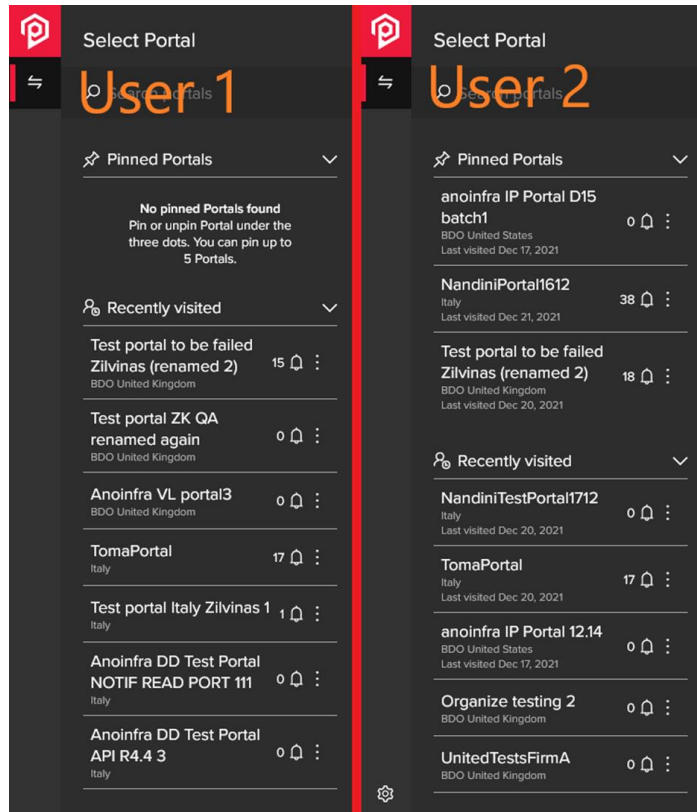 Select Portal
User 1
Search portals
Pinned Portals
No pinned Portals found
Pin or unpin Portal under the
three dots. You can pin up to
5 Portals.
Recently visited
Test portal to be failed
Zilvinas (renamed 2)
15
BDO United Kingdom
Test portal ZK QA
renamed again
0
BDO United Kingdom
Anoinfra VL portal3
0
BDO United Kingdom
TomaPortal
17
Italy
Test portal Italy Zilvinas 1
1
Italy
Anoinfra DD Test Portal
NOTIF READ PORT 111
0
Italy
Anoinfra DD Test Portal
API R4.4 3
0
Italy
Select Portal
User 2
Search portals
Pinned Portals
anoinfra IP Portal D15
batch1
0
BDO United States
Last visited Dec 17, 2021
NandiniPortal1612
38
Italy
Last visited Dec 21, 2021
Test portal to be failed
Zilvinas (renamed 2)
18
BDO United Kingdom
Last visited Dec 20, 2021
Recently visited
NandiniTestPortal1712
0
Italy
Last visited Dec 20, 2021
TomaPortal
17
Italy
Last visited Dec 20, 2021
anoinfra IP Portal 12.14
0
BDO United States
Last visited Dec 17, 2021
Organize testing 2
0
BDO United Kingdom
UnitedTestsFirmA
0
BDO United Kingdom